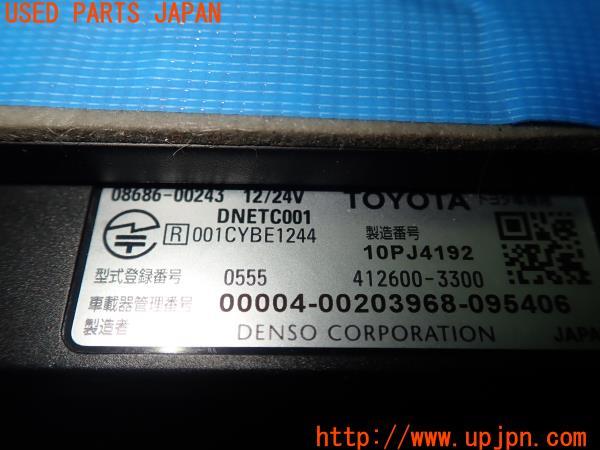 USED PARTS JAPAN
08686-00243 12/24V TOYOTA
DNETC001
R 001CYBE1244 製造番号
10PJ4192
型式登録番号 0555 412600-3300
車載器管理番号 00004-00203968-095406
製造者 DENSO CORPORATION JAPA
http://www.upjpn.com